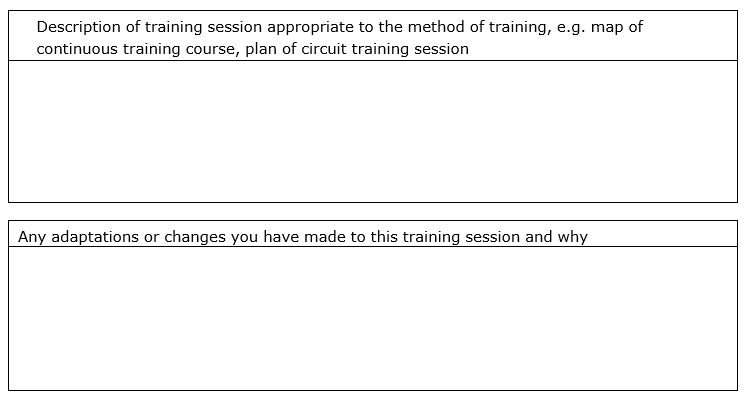 Description of training session appropriate to the method of training, e.g. map of
continuous training course, plan of circuit training session
Any adaptations or changes you have made to this training session and why